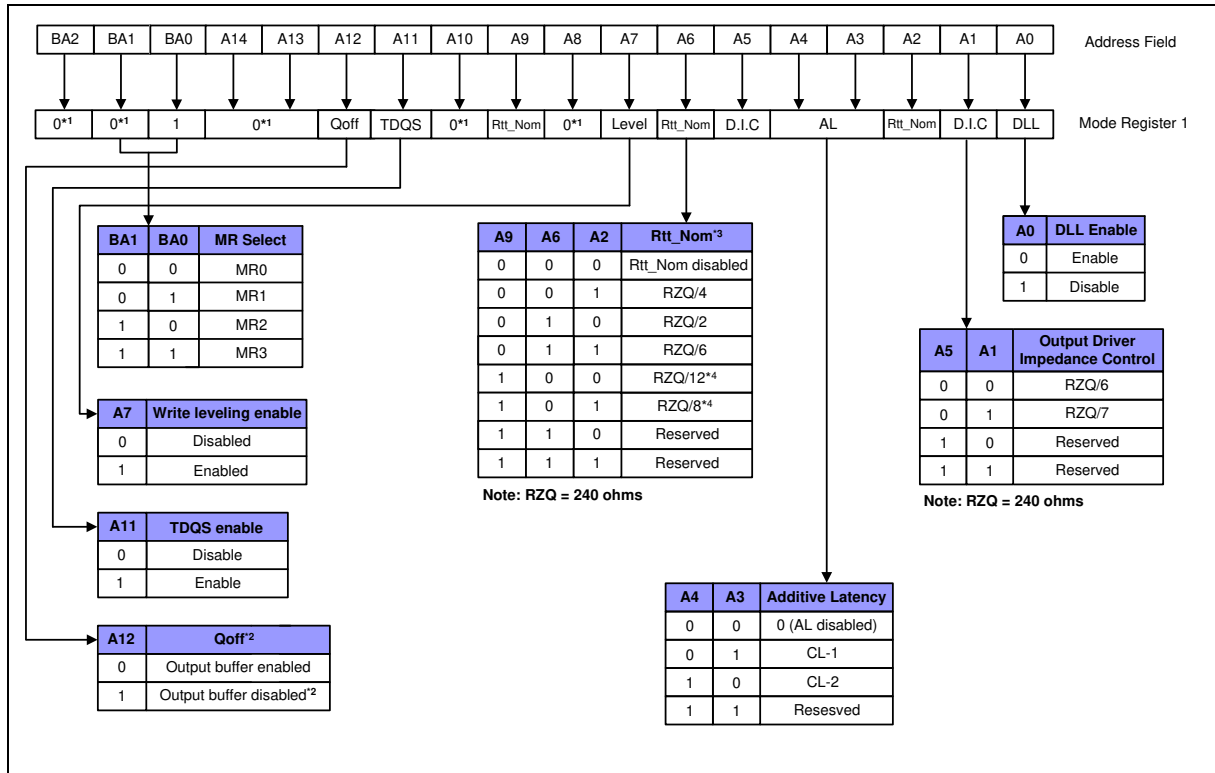 BA2 BA1 BA0 A14 A13 A12 A11 A10 A9 A8 A7 A6 A5 A4 A3 A2 A1 A0 Address Field
0*1 0*1 1 0*1 Qoff TDQS 0*1 Rtt_Nom 0*1 Level Rtt_Nom D.I.C AL Rtt_Nom D.I.C DLL Mode Register 1
BA1 BA0 MR Select
0 0 MR0
0 1 MR1
1 0 MR2
1 1 MR3
A7 Write leveling enable
0 Disabled
1 Enabled
A11 TDQS enable
0 Disable
1 Enable
A12 Qoff*2
0 Output buffer enabled
1 Output buffer disabled*2
A9 A6 A2 Rtt_Nom*3
0 0 0 Rtt_Nom disabled
0 0 1 RZQ/4
0 1 0 RZQ/2
0 1 1 RZQ/6
1 0 0 RZQ/12*4
1 0 1 RZQ/8*4
1 1 0 Reserved
1 1 1 Reserved
Note: RZQ = 240 ohms
A4 A3 Additive Latency
0 0 0 (AL disabled)
0 1 CL-1
1 0 CL-2
1 1 Resesved
A0 DLL Enable
0 Enable
1 Disable
A5 A1 Output Driver
Impedance Control
0 0 RZQ/6
0 1 RZQ/7
1 0 Reserved
1 1 Reserved
Note: RZQ = 240 ohms